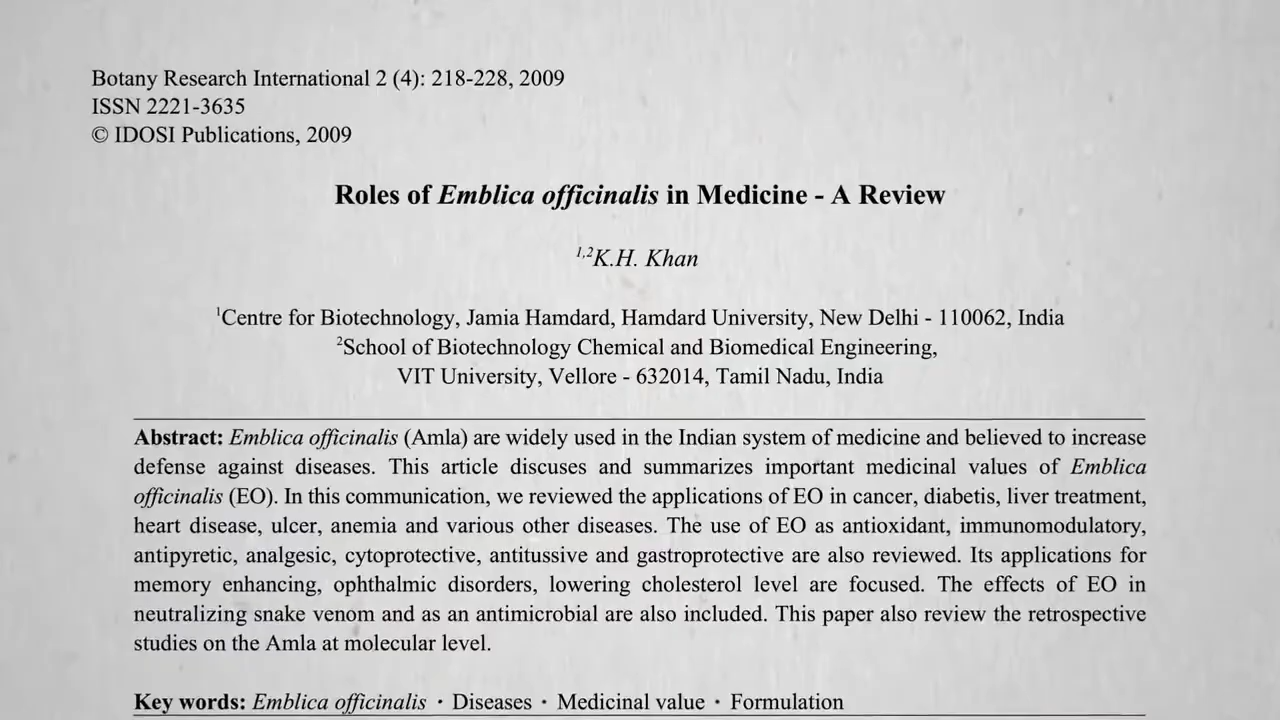 Botany Research International 2 (4): 218-228, 2009
ISSN 2221-3635
© IDOSI Publications, 2009
Roles of Emblica officinalis in Medicine - A Review
1,2K.H. Khan
1Centre for Biotechnology, Jamia Hamdard, Hamdard University, New Delhi - 110062, India
2School of Biotechnology Chemical and Biomedical Engineering,
VIT University, Vellore - 632014, Tamil Nadu, India
Abstract: Emblica officinalis (Amla) are widely used in the Indian system of medicine and believed to increase
defense against diseases. This article discuses and summarizes important medicinal values of Emblica
officinalis (EO). In this communication, we reviewed the applications of EO in cancer, diabetis, liver treatment,
heart disease, ulcer, anemia and various other diseases. The use of EO as antioxidant, immunomodulatory,
antipyretic, analgesic, cytoprotective, antitussive and gastroprotective are also reviewed. Its applications for
memory enhancing, ophthalmic disorders, lowering cholesterol level are focused. The effects of EO in
neutralizing snake venom and as an antimicrobial are also included. This paper also review the retrospective
studies on the Amla at molecular level.
Key words: Emblica officinalis · Diseases · Medicinal value · Formulation